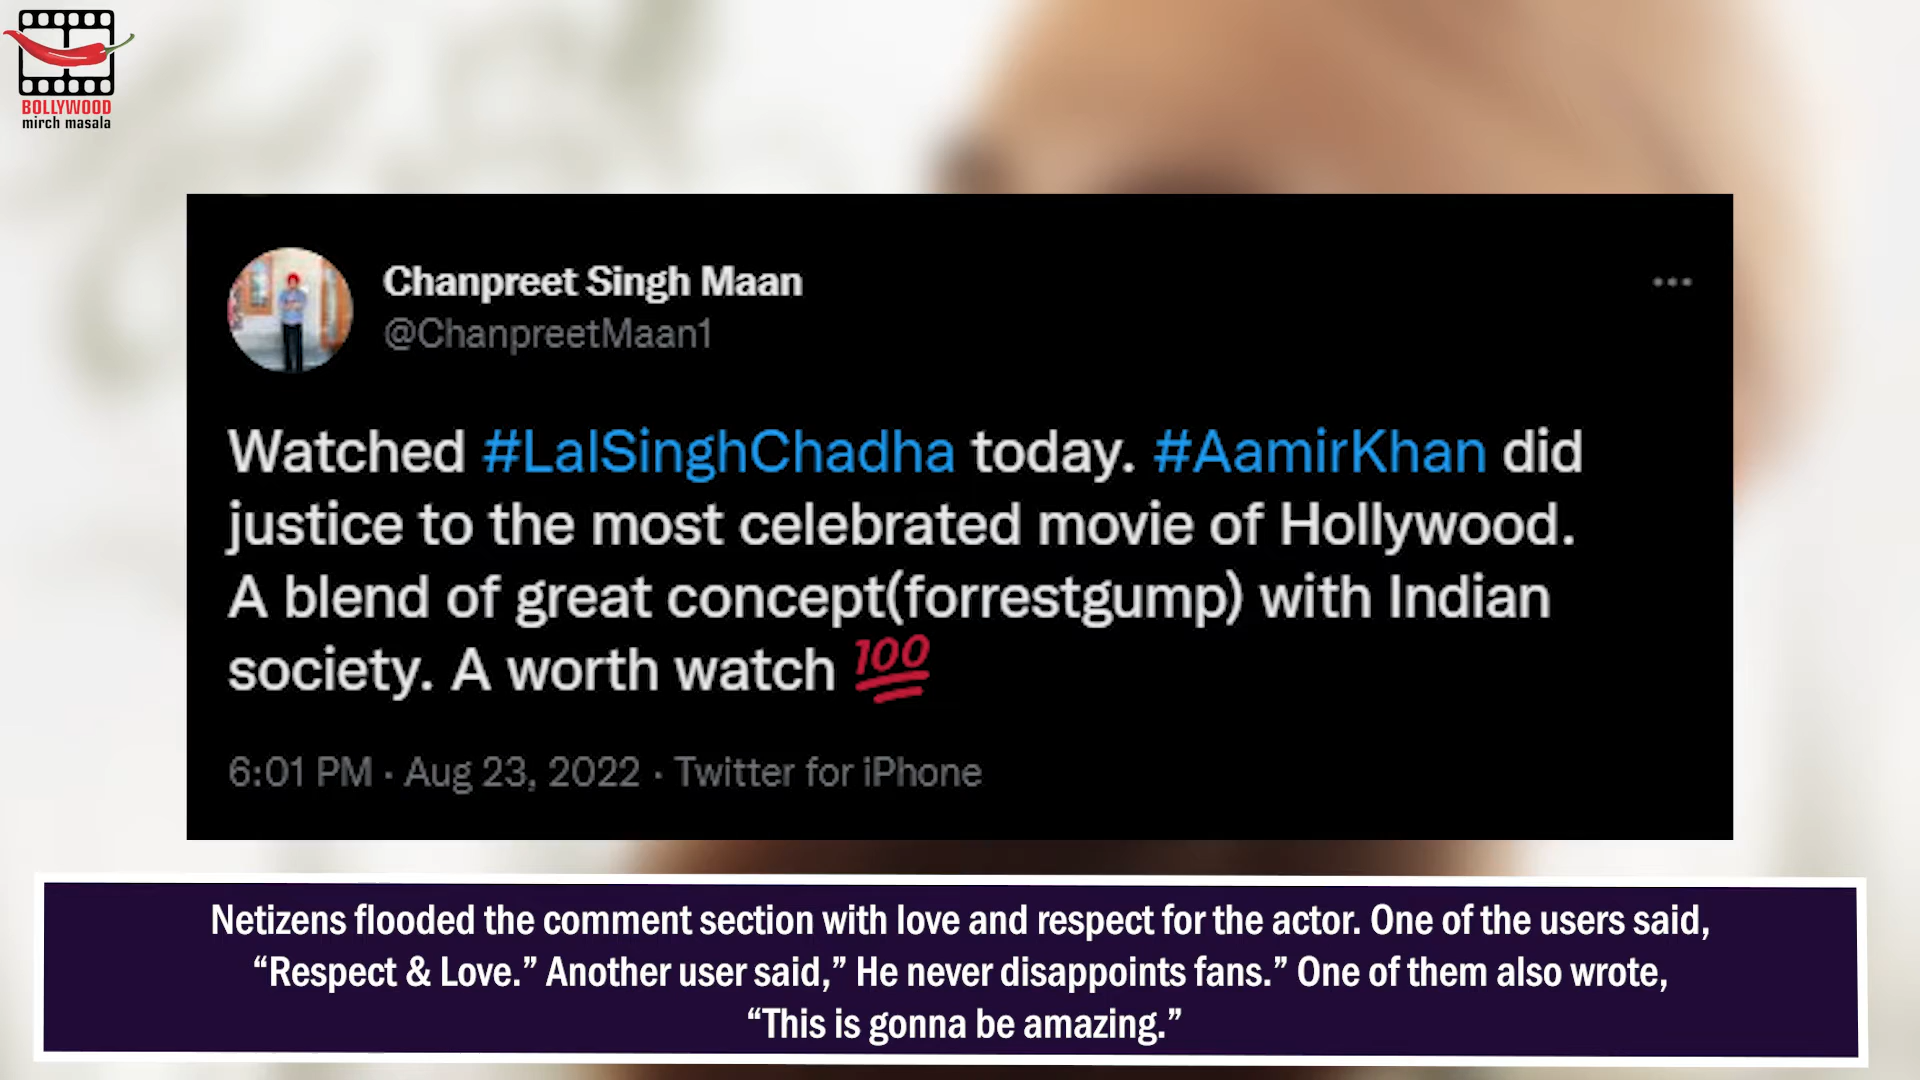 BOLLYWOOD
mirch masala
Chanpreet Singh Maan
@ChanpreetMaan1
Watched #LalSinghChadha today. #AamirKhan did
justice to the most celebrated movie of Hollywood.
A blend of great concept(forrestgump) with Indian
society. A worth watch 💯
6:01 PM · Aug 23, 2022 · Twitter for iPhone
Netizens flooded the comment section with love and respect for the actor. One of the users said,
“Respect & Love.” Another user said,” He never disappoints fans.” One of them also wrote,
“This is gonna be amazing.”